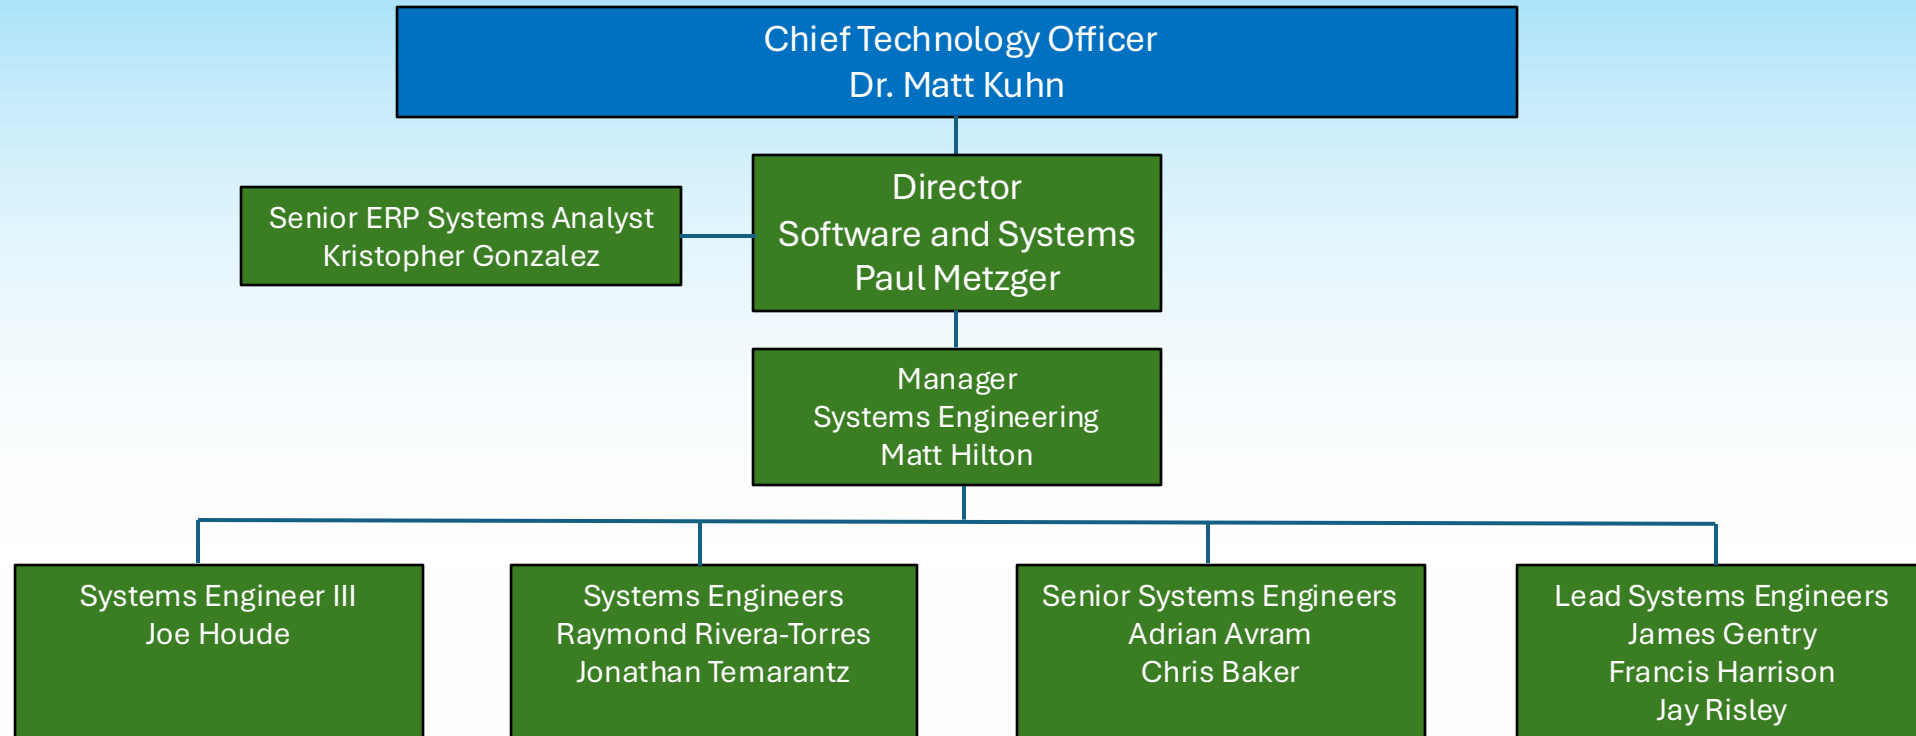 Chief Technology Officer
Dr. Matt Kuhn
Senior ERP Systems Analyst
Kristopher Gonzalez
Director
Software and Systems
Paul Metzger
Manager
Systems Engineering
Matt Hilton
Systems Engineer III
Joe Houde
Systems Engineers
Raymond Rivera-Torres
Jonathan Temarantz
Senior Systems Engineers
Adrian Avram
Chris Baker
Lead Systems Engineers
James Gentry
Francis Harrison
Jay Risley